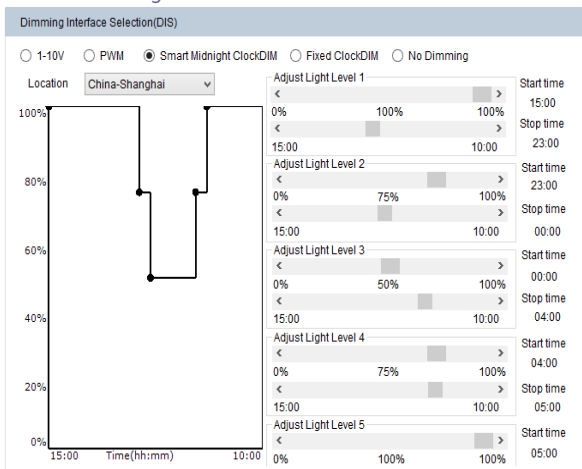 Dimming Interface Selection(DIS)
1-10V PWM Smart Midnight ClockDIM Fixed ClockDIM No Dimming
Location China-Shanghai
100%
80%
60%
40%
20%
0%
15:00 Time(hh:mm) 10:00
Adjust Light Level 1
0% 100% 100%
15:00 10:00
Start time
15:00
Stop time
23:00
Adjust Light Level 2
0% 75% 100%
15:00 10:00
Start time
23:00
Stop time
00:00
Adjust Light Level 3
0% 50% 100%
15:00 10:00
Start time
00:00
Stop time
04:00
Adjust Light Level 4
0% 75% 100%
15:00 10:00
Start time
04:00
Stop time
05:00
Adjust Light Level 5
0% 100% 100%
Start time
05:00